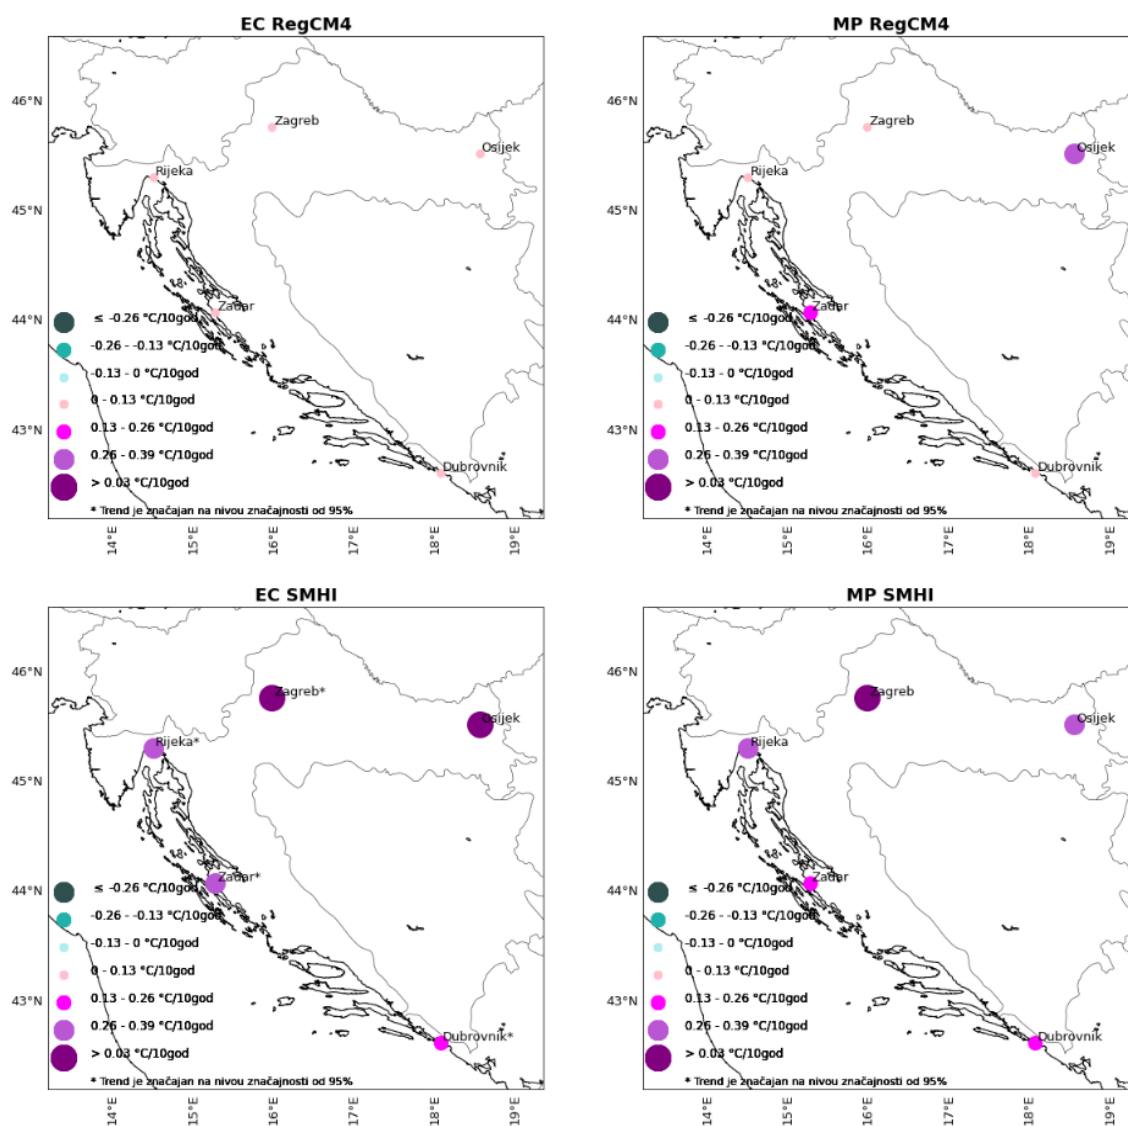 EC RegCM4
46°N
45°N
44°N
43°N
Zagreb
Osijek
Rijeka
Zadar
Dubrovnik
≤ -0.26 °C/10god
-0.26 - -0.13 °C/10god
-0.13 - 0 °C/10god
0 - 0.13 °C/10god
0.13 - 0.26 °C/10god
0.26 - 0.39 °C/10god
> 0.03 °C/10god
* Trend je značajan na nivou značajnosti od 95%
14°E
15°E
16°E
17°E
18°E
19°E
MP RegCM4
46°N
45°N
44°N
43°N
Zagreb
Osijek
Rijeka
Zadar
Dubrovnik
≤ -0.26 °C/10god
-0.26 - -0.13 °C/10god
-0.13 - 0 °C/10god
0 - 0.13 °C/10god
0.13 - 0.26 °C/10god
0.26 - 0.39 °C/10god
> 0.03 °C/10god
* Trend je značajan na nivou značajnosti od 95%
14°E
15°E
16°E
17°E
18°E
19°E
EC SMHI
46°N
45°N
44°N
43°N
Zagreb*
Osijek
Rijeka*
Zadar*
Dubrovnik*
≤ -0.26 °C/10god
-0.26 - -0.13 °C/10god
-0.13 - 0 °C/10god
0 - 0.13 °C/10god
0.13 - 0.26 °C/10god
0.26 - 0.39 °C/10god
> 0.03 °C/10god
* Trend je značajan na nivou značajnosti od 95%
14°E
15°E
16°E
17°E
18°E
19°E
MP SMHI
46°N
45°N
44°N
43°N
Zagreb
Osijek
Rijeka
Zadar
Dubrovnik
≤ -0.26 °C/10god
-0.26 - -0.13 °C/10god
-0.13 - 0 °C/10god
0 - 0.13 °C/10god
0.13 - 0.26 °C/10god
0.26 - 0.39 °C/10god
> 0.03 °C/10god
* Trend je značajan na nivou značajnosti od 95%
14°E
15°E
16°E
17°E
18°E
19°E